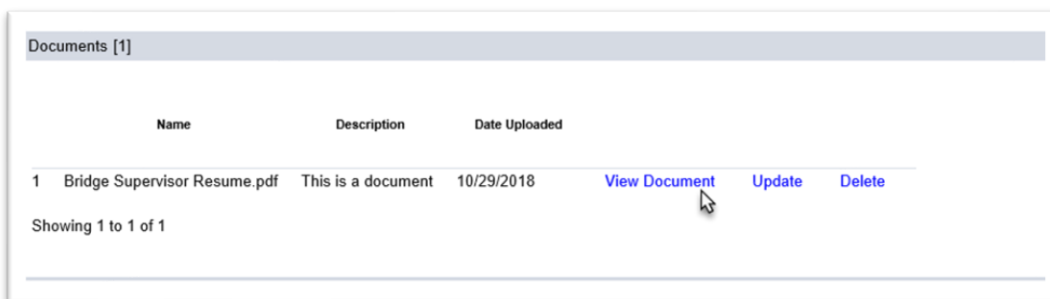 Documents [1]
Name Description Date Uploaded
1 Bridge Supervisor Resume.pdf This is a document 10/29/2018 View Document Update Delete
Showing 1 to 1 of 1